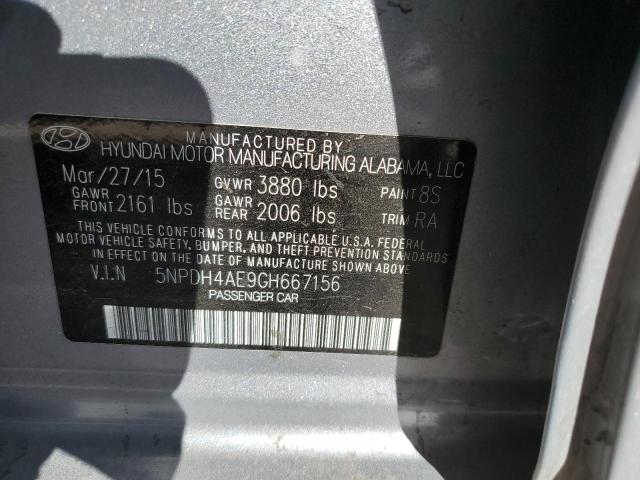 MANUFACTURED BY
HYUNDAI MOTOR MANUFACTURING ALABAMA, LLC
Mar/27/15 GVWR 3880 lbs PAINT 8S
GAWR FRONT 2161 lbs GAWR REAR 2006 lbs TRIM RA
THIS VEHICLE CONFORMS TO ALL APPLICABLE U.S.A. FEDERAL
MOTOR VEHICLE SAFETY, BUMPER, AND THEFT PREVENTION STANDARDS
IN EFFECT ON THE DATE OF MANUFACTURE SHOWN ABOVE.
V.I.N 5NPDH4AE9GH667156
PASSENGER CAR